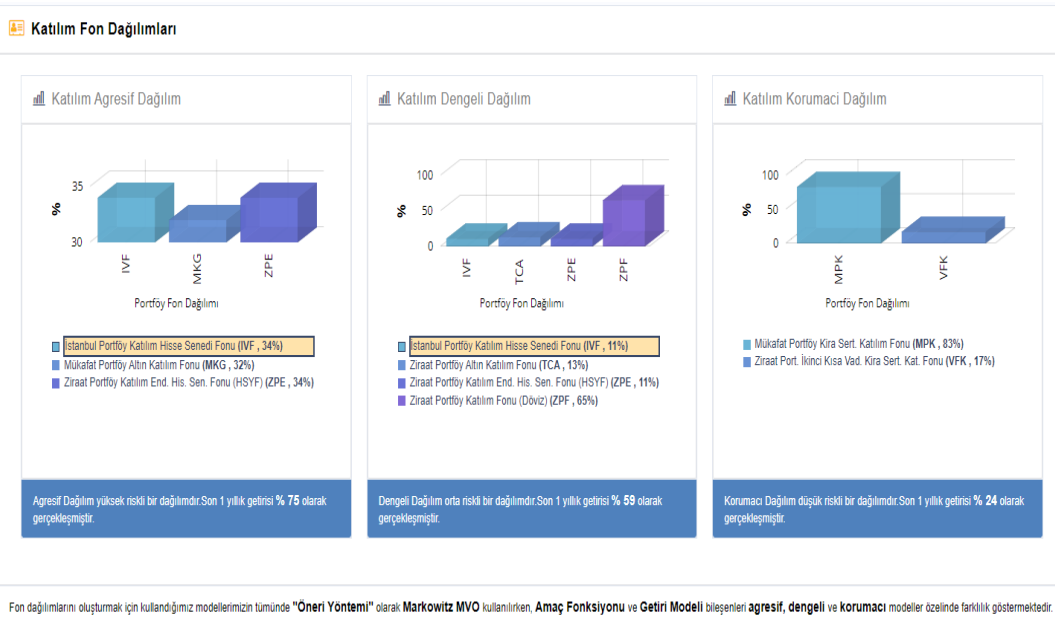 Katılım Fon Dağılımları
Katılım Agresif Dağılım
35
30
%
IVF
MKG
ZPE
Portföy Fon Dağılımı
İstanbul Portföy Katılım Hisse Senedi Fonu (IVF , 34%)
Mükafat Portföy Altın Katılım Fonu (MKG , 32%)
Ziraat Portföy Katılım End. His. Sen. Fonu (HSYF) (ZPE , 34%)
Agresif Dağılım yüksek riskli bir dağılımdır.Son 1 yıllık getirisi % 75 olarak
gerçekleşmiştir.
Katılım Dengeli Dağılım
100
50
0
%
IVF
TCA
ZPE
ZPF
Portföy Fon Dağılımı
İstanbul Portföy Katılım Hisse Senedi Fonu (IVF , 11%)
Ziraat Portföy Altın Katılım Fonu (TCA , 13%)
Ziraat Portföy Katılım End. His. Sen. Fonu (HSYF) (ZPE , 11%)
Ziraat Portföy Katılım Fonu (Döviz) (ZPF , 65%)
Dengeli Dağılım orta riskli bir dağılımdır.Son 1 yıllık getirisi % 59 olarak
gerçekleşmiştir.
Katılım Korumaci Dağılım
100
50
0
%
MPK
VFK
Portföy Fon Dağılımı
Mükafat Portföy Kira Sert. Katılım Fonu (MPK , 83%)
Ziraat Port. İkinci Kısa Vad. Kira Sert. Kat. Fonu (VFK , 17%)
Korumacı Dağılım düşük riskli bir dağılımdır.Son 1 yıllık getirisi % 24 olarak
gerçekleşmiştir.
Fon dağılımlarını oluşturmak için kullandığımız modellerimizin tümünde "Öneri Yöntemi" olarak Markowitz MVO kullanılırken, Amaç Fonksiyonu ve Getiri Modeli bileşenleri agresif, dengeli ve korumacı modeller özelinde farklılık göstermektedir.